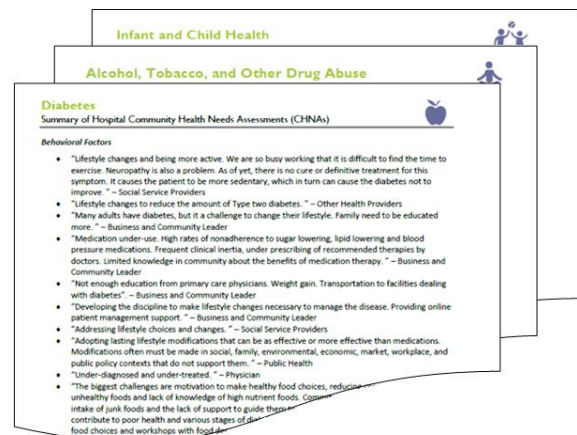 Infant and Child Health
Alcohol, Tobacco, and Other Drug Abuse
Diabetes
Summary of Hospital Community Health Needs Assessments (CHNAs)
Behavioral Factors
• "Lifestyle changes and being more active. We are so busy working that it is difficult to find the time to
exercise. Neuropathy is also a problem. As of yet, there is no cure or definitive treatment for this
symptom. It causes the patient to be more sedentary, which in turn can cause the diabetes not to
improve. " – Social Service Providers
• "Lifestyle changes to reduce the amount of Type two diabetes. " – Other Health Providers
• "Many adults have diabetes, but it a challenge to change their lifestyle. Family need to be educated
more. " – Business and Community Leader
• "Medication under-use. High rates of nonadherence to sugar lowering, lipid lowering and blood
pressure medications. Frequent clinical inertia, under prescribing of recommended therapies by
doctors. Limited knowledge in community about the benefits of medication therapy. " – Business and
Community Leader
• "Not enough education from primary care physicians. Weight gain. Transportation to facilities dealing
with diabetes". – Business and Community Leader
• "Developing the discipline to make lifestyle changes necessary to manage the disease. Providing online
patient management support. " – Business and Community Leader
• "Addressing lifestyle choices and changes. " – Social Service Providers
• "Adopting lasting lifestyle modifications that can be as effective or more effective than medications.
Modifications often must be made in social, family, environmental, economic, market, workplace, and
public policy contexts that do not support them. " – Public Health
• "Under-diagnosed and under-treated. " – Physician
• "The biggest challenges are motivation to make healthy food choices, reducing
unhealthy foods and lack of knowledge of high nutrient foods.
intake of junk foods and the lack of support to guide them
contribute to poor health and various stages of
food choices and workshops with food